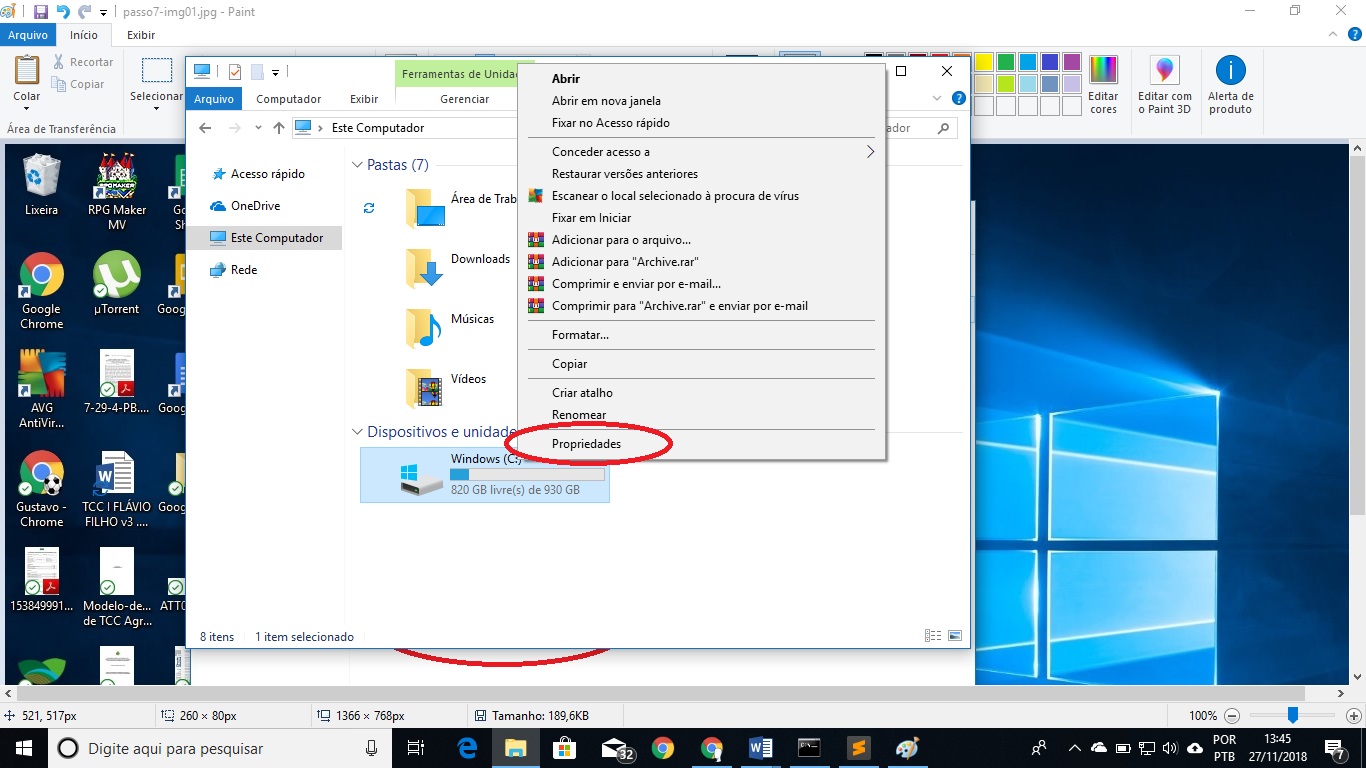 passo7-img01.jpg - Paint
Arquivo Início Exibir
Colar
Recortar
Copiar
Área de Transferência
Selecionar
Editar cores
Editar com o Paint 3D
Alerta de produto
Ferramentas de Unidad
Arquivo Computador Exibir Gerenciar
Este Computador
ador
Acesso rápido
OneDrive
Este Computador
Rede
Pastas (7)
Área de Trab
Downloads
Músicas
Vídeos
Dispositivos e unidade
Windows (C:)
820 GB livre(s) de 930 GB
8 itens 1 item selecionado
Abrir
Abrir em nova janela
Fixar no Acesso rápido
Conceder acesso a
Restaurar versões anteriores
Escanear o local selecionado à procura de vírus
Fixar em Iniciar
Adicionar para o arquivo...
Adicionar para "Archive.rar"
Comprimir e enviar por e-mail...
Comprimir para "Archive.rar" e enviar por e-mail
Formatar...
Copiar
Criar atalho
Renomear
Propriedades
Lixeira
RPG Maker
MV
Google
Chrome
µTorrent
AVG
AntiVir...
7-29-4-PB....
Gustavo -
Chrome
TCC I FLÁVIO
FILHO v3 ....
153849991...
Modelo-de...
de TCC Agr...
521, 517px 260 × 80px 1366 × 768px Tamanho: 189,6KB 100%
Digite aqui para pesquisar
32
POR
PTB
13:45
27/11/2018
7